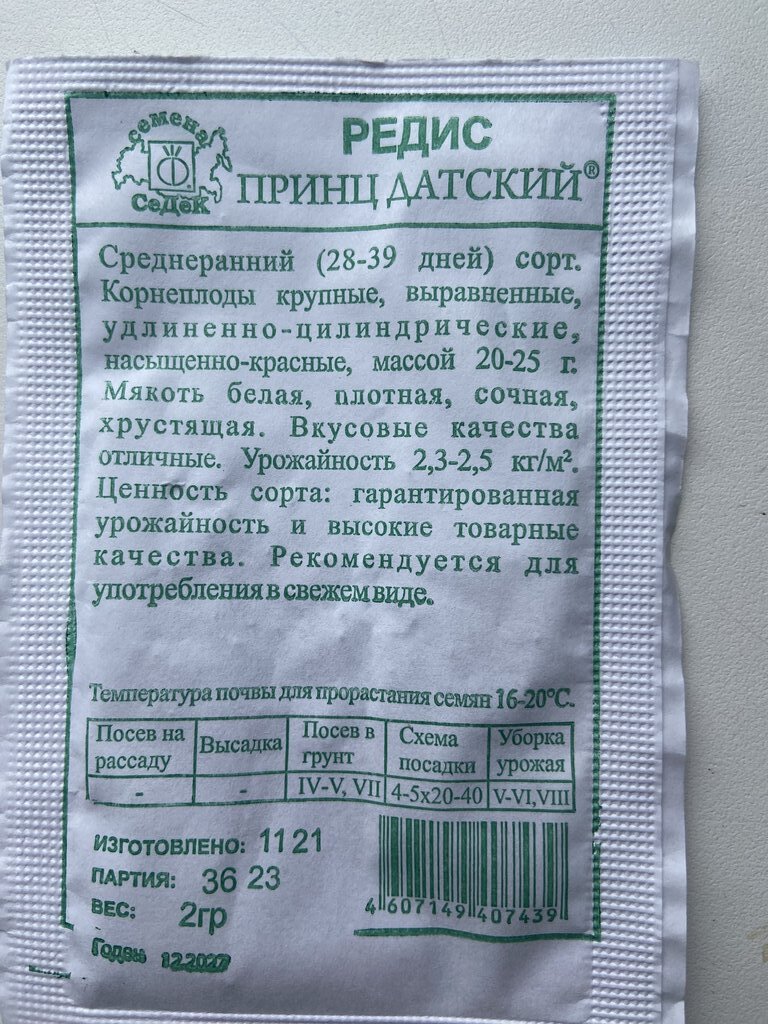 семена
СеДеК
РЕДИС
ПРИНЦ ДАТСКИЙ®
Среднеранний (28-39 дней) сорт.
Корнеплоды крупные, выравненные,
удлиненно-цилиндрические,
насыщенно-красные, массой 20-25 г.
Мякоть белая, плотная, сочная,
хрустящая. Вкусовые качества
отличные. Урожайность 2,3-2,5 кг/м².
Ценность сорта: гарантированная
урожайность и высокие товарные
качества. Рекомендуется для
употребления в свежем виде.
Температура почвы для прорастания семян 16-20°С.
Посев на рассаду
Высадка
Посев в грунт
Схема посадки
Уборка урожая
- - IV-V, VII 4-5х20-40 V-VI,VIII
ИЗГОТОВЛЕНО: 11 21
ПАРТИЯ: 36 23
ВЕС: 2гр
4 607149 407439
Годен 12.2027